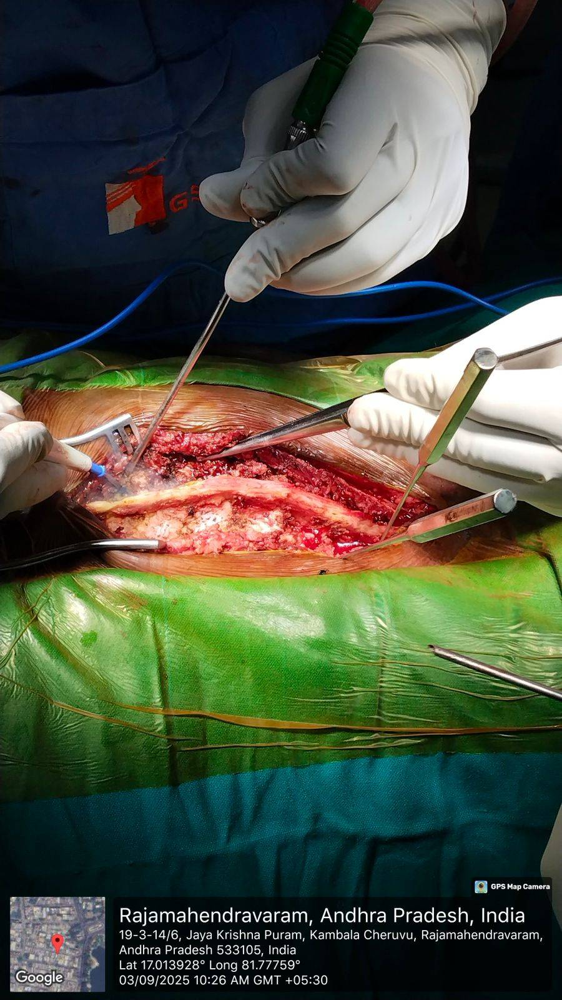 GS
GPS Map Camera
Rajamahendravaram, Andhra Pradesh, India
19-3-14/6, Jaya Krishna Puram, Kambala Cheruvu, Rajamahendravaram,
Andhra Pradesh 533105, India
Lat 17.013928° Long 81.77759°
03/09/2025 10:26 AM GMT +05:30
Google